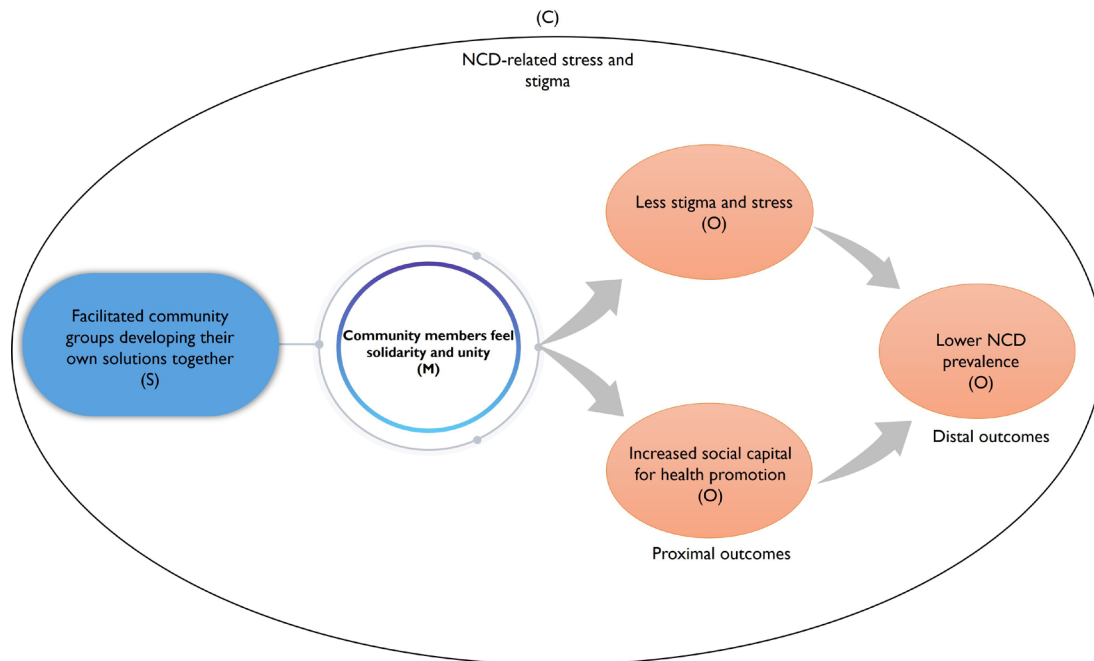 (C)
NCD-related stress and
stigma
Facilitated community
groups developing their
own solutions together
(S)
Community members feel
solidarity and unity
(M)
Less stigma and stress
(O)
Increased social capital
for health promotion
(O)
Proximal outcomes
Lower NCD
prevalence
(O)
Distal outcomes